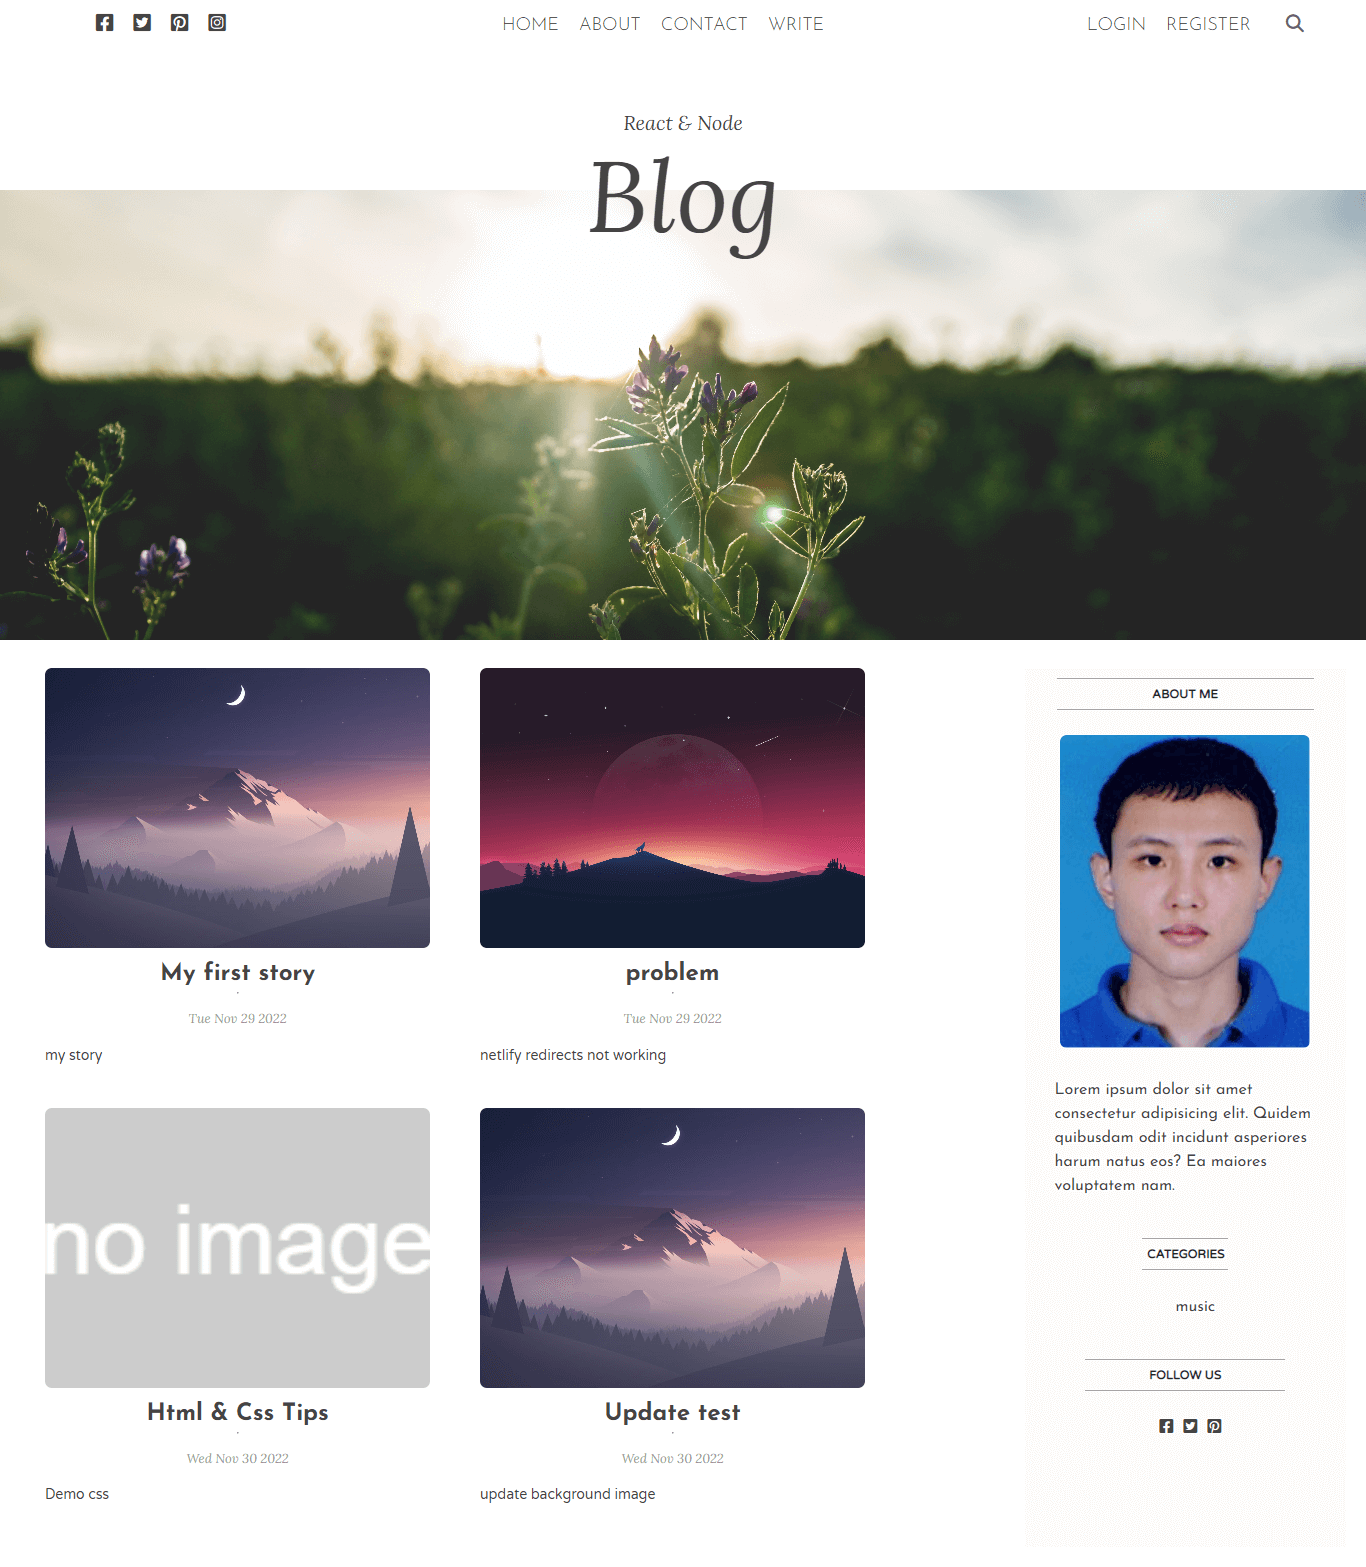 HOME ABOUT CONTACT WRITE LOGIN REGISTER
React & Node
Blog
My first story
Tue Nov 29 2022
my story
problem
Tue Nov 29 2022
netlify redirects not working
no image
Html & Css Tips
Wed Nov 30 2022
Demo css
Update test
Wed Nov 30 2022
update background image
ABOUT ME
Lorem ipsum dolor sit amet
consectetur adipisicing elit. Quidem
quibusdam odit incidunt asperiores
harum natus eos? Ea maiores
voluptatem nam.
CATEGORIES
music
FOLLOW US